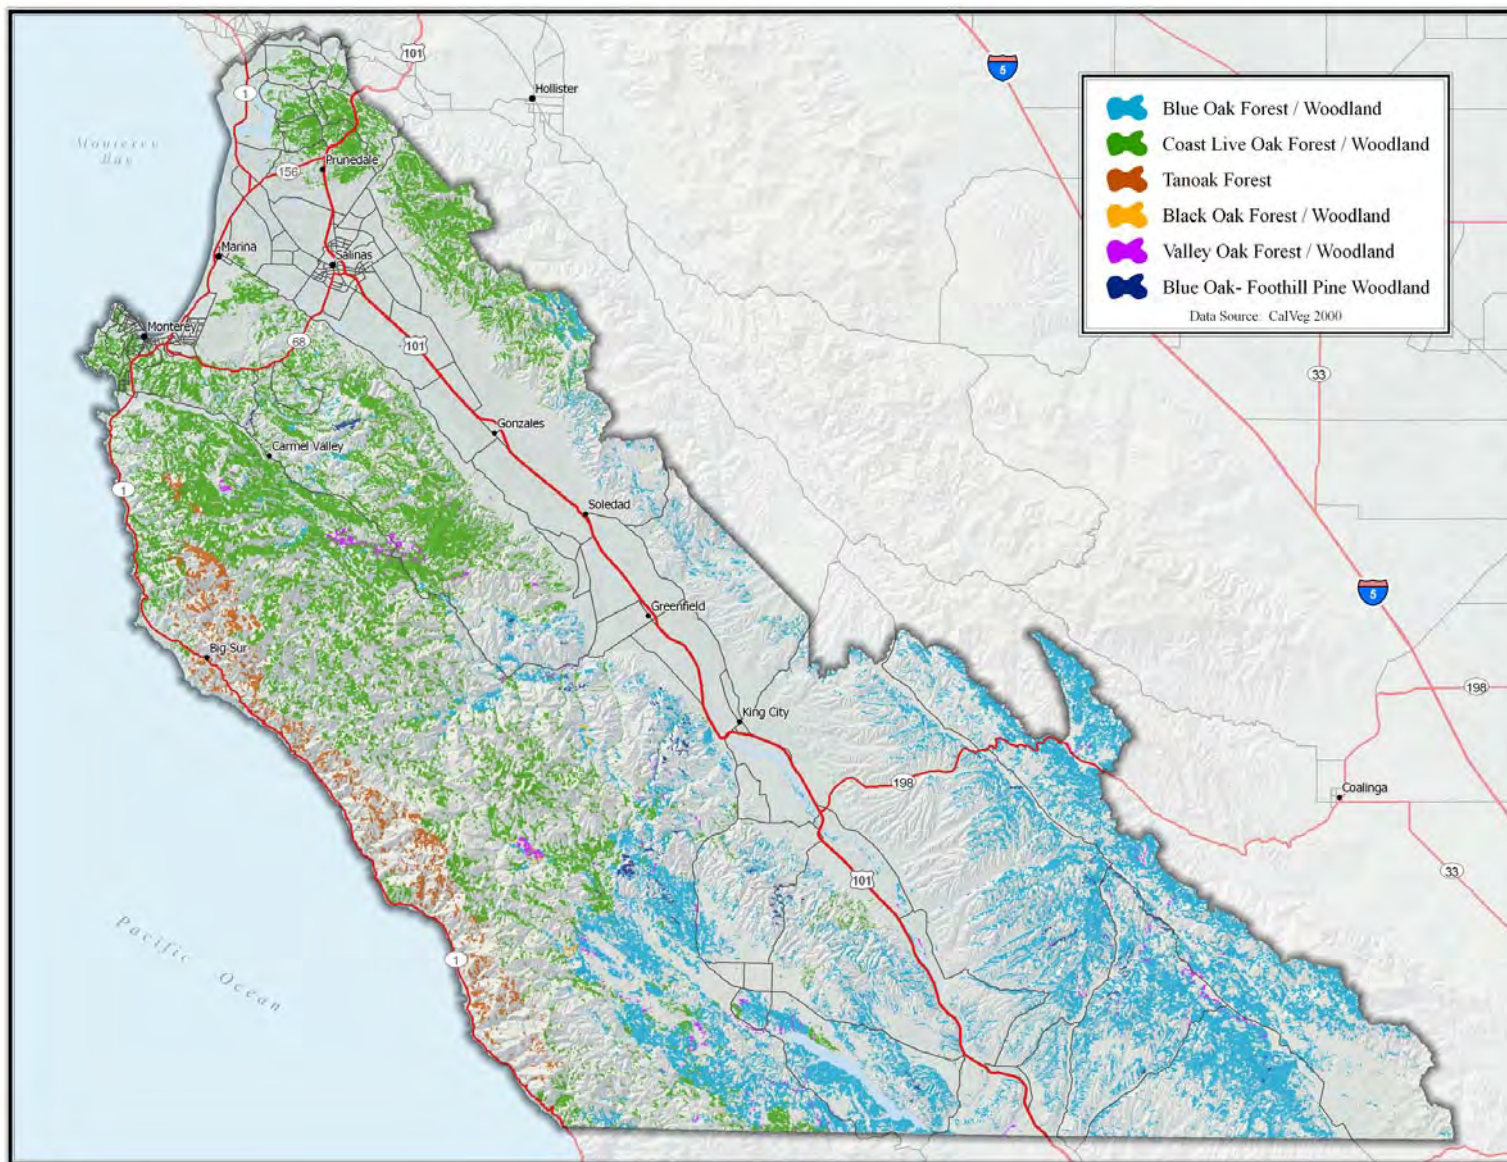 Blue Oak Forest / Woodland
Coast Live Oak Forest / Woodland
Tanoak Forest
Black Oak Forest / Woodland
Valley Oak Forest / Woodland
Blue Oak- Foothill Pine Woodland
Data Source: CalVeg 2000
101
5
Hollister
1
Monterey
Bay
Prunedale
156
Marina
Salinas
Monterey
68
101
33
Gonzales
Carmel Valley
1
Soledad
5
Greenfield
Big Sur
198
King City
198
Coalinga
33
101
Pacific Ocean
1